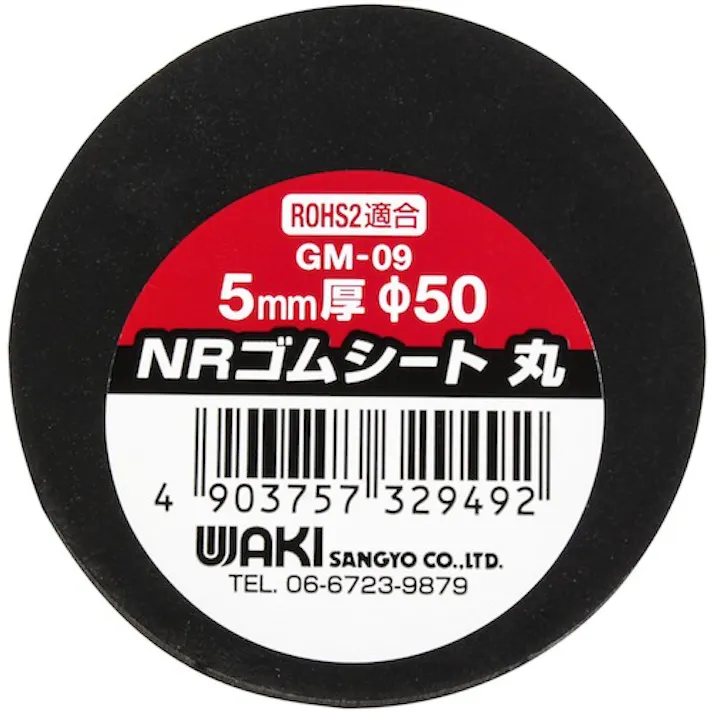 ROHS2適合
GM-09
5mm厚 φ50
NRゴムシート 丸
4 903757 329492
WAKI SANGYO CO.,LTD.
TEL. 06-6723-9879